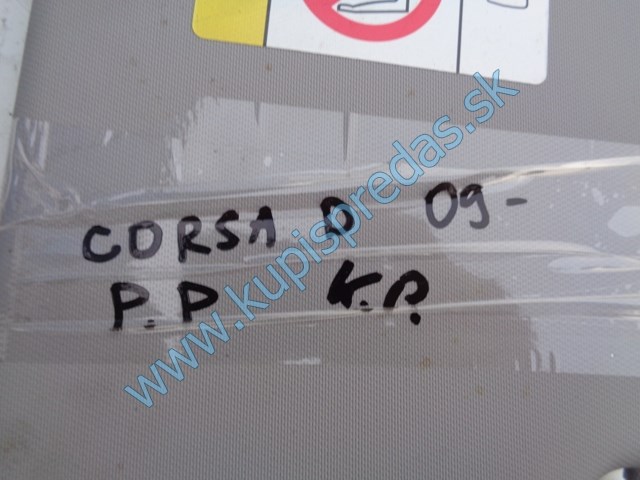 CORSA D 09-
P.P K.P.
www.kupispredas.sk